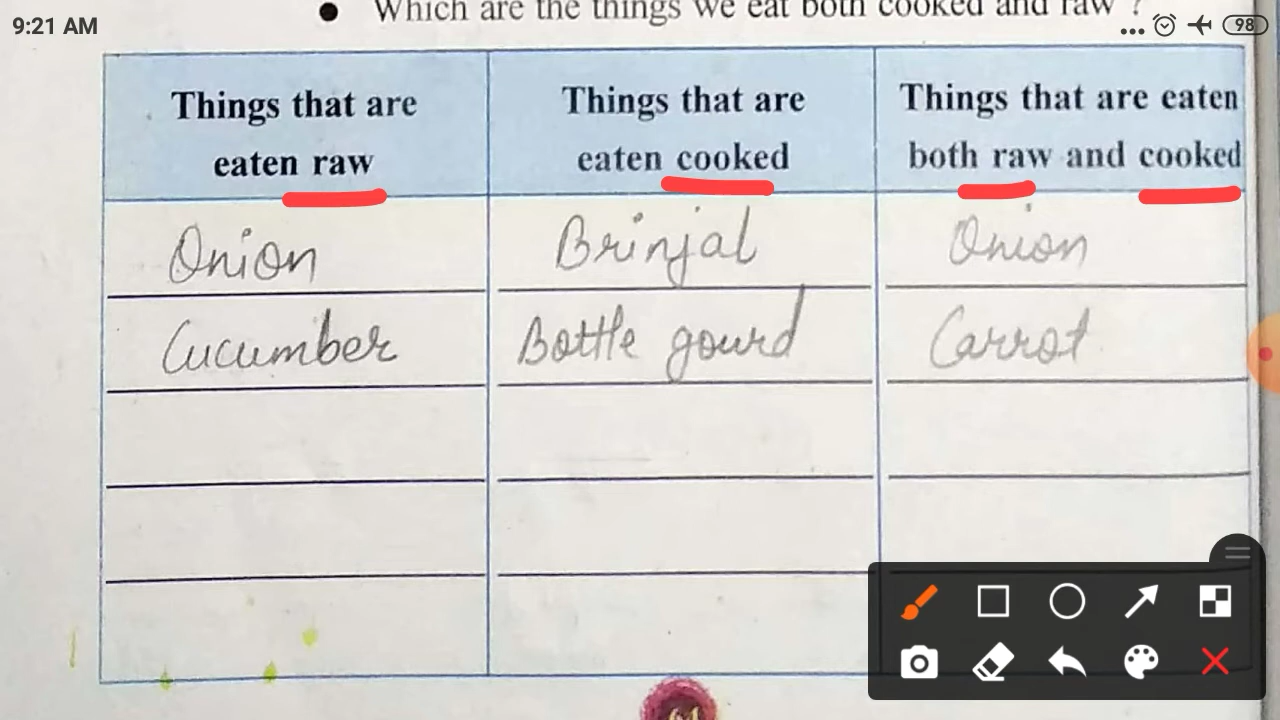 ● Which are the things we eat both cooked and raw ?
9:21 AM
98
Things that are
eaten raw
Things that are
eaten cooked
Things that are eaten
both raw and cooked
Onion
Brinjal
Onion
Cucumber
Bottle gourd
Carrot